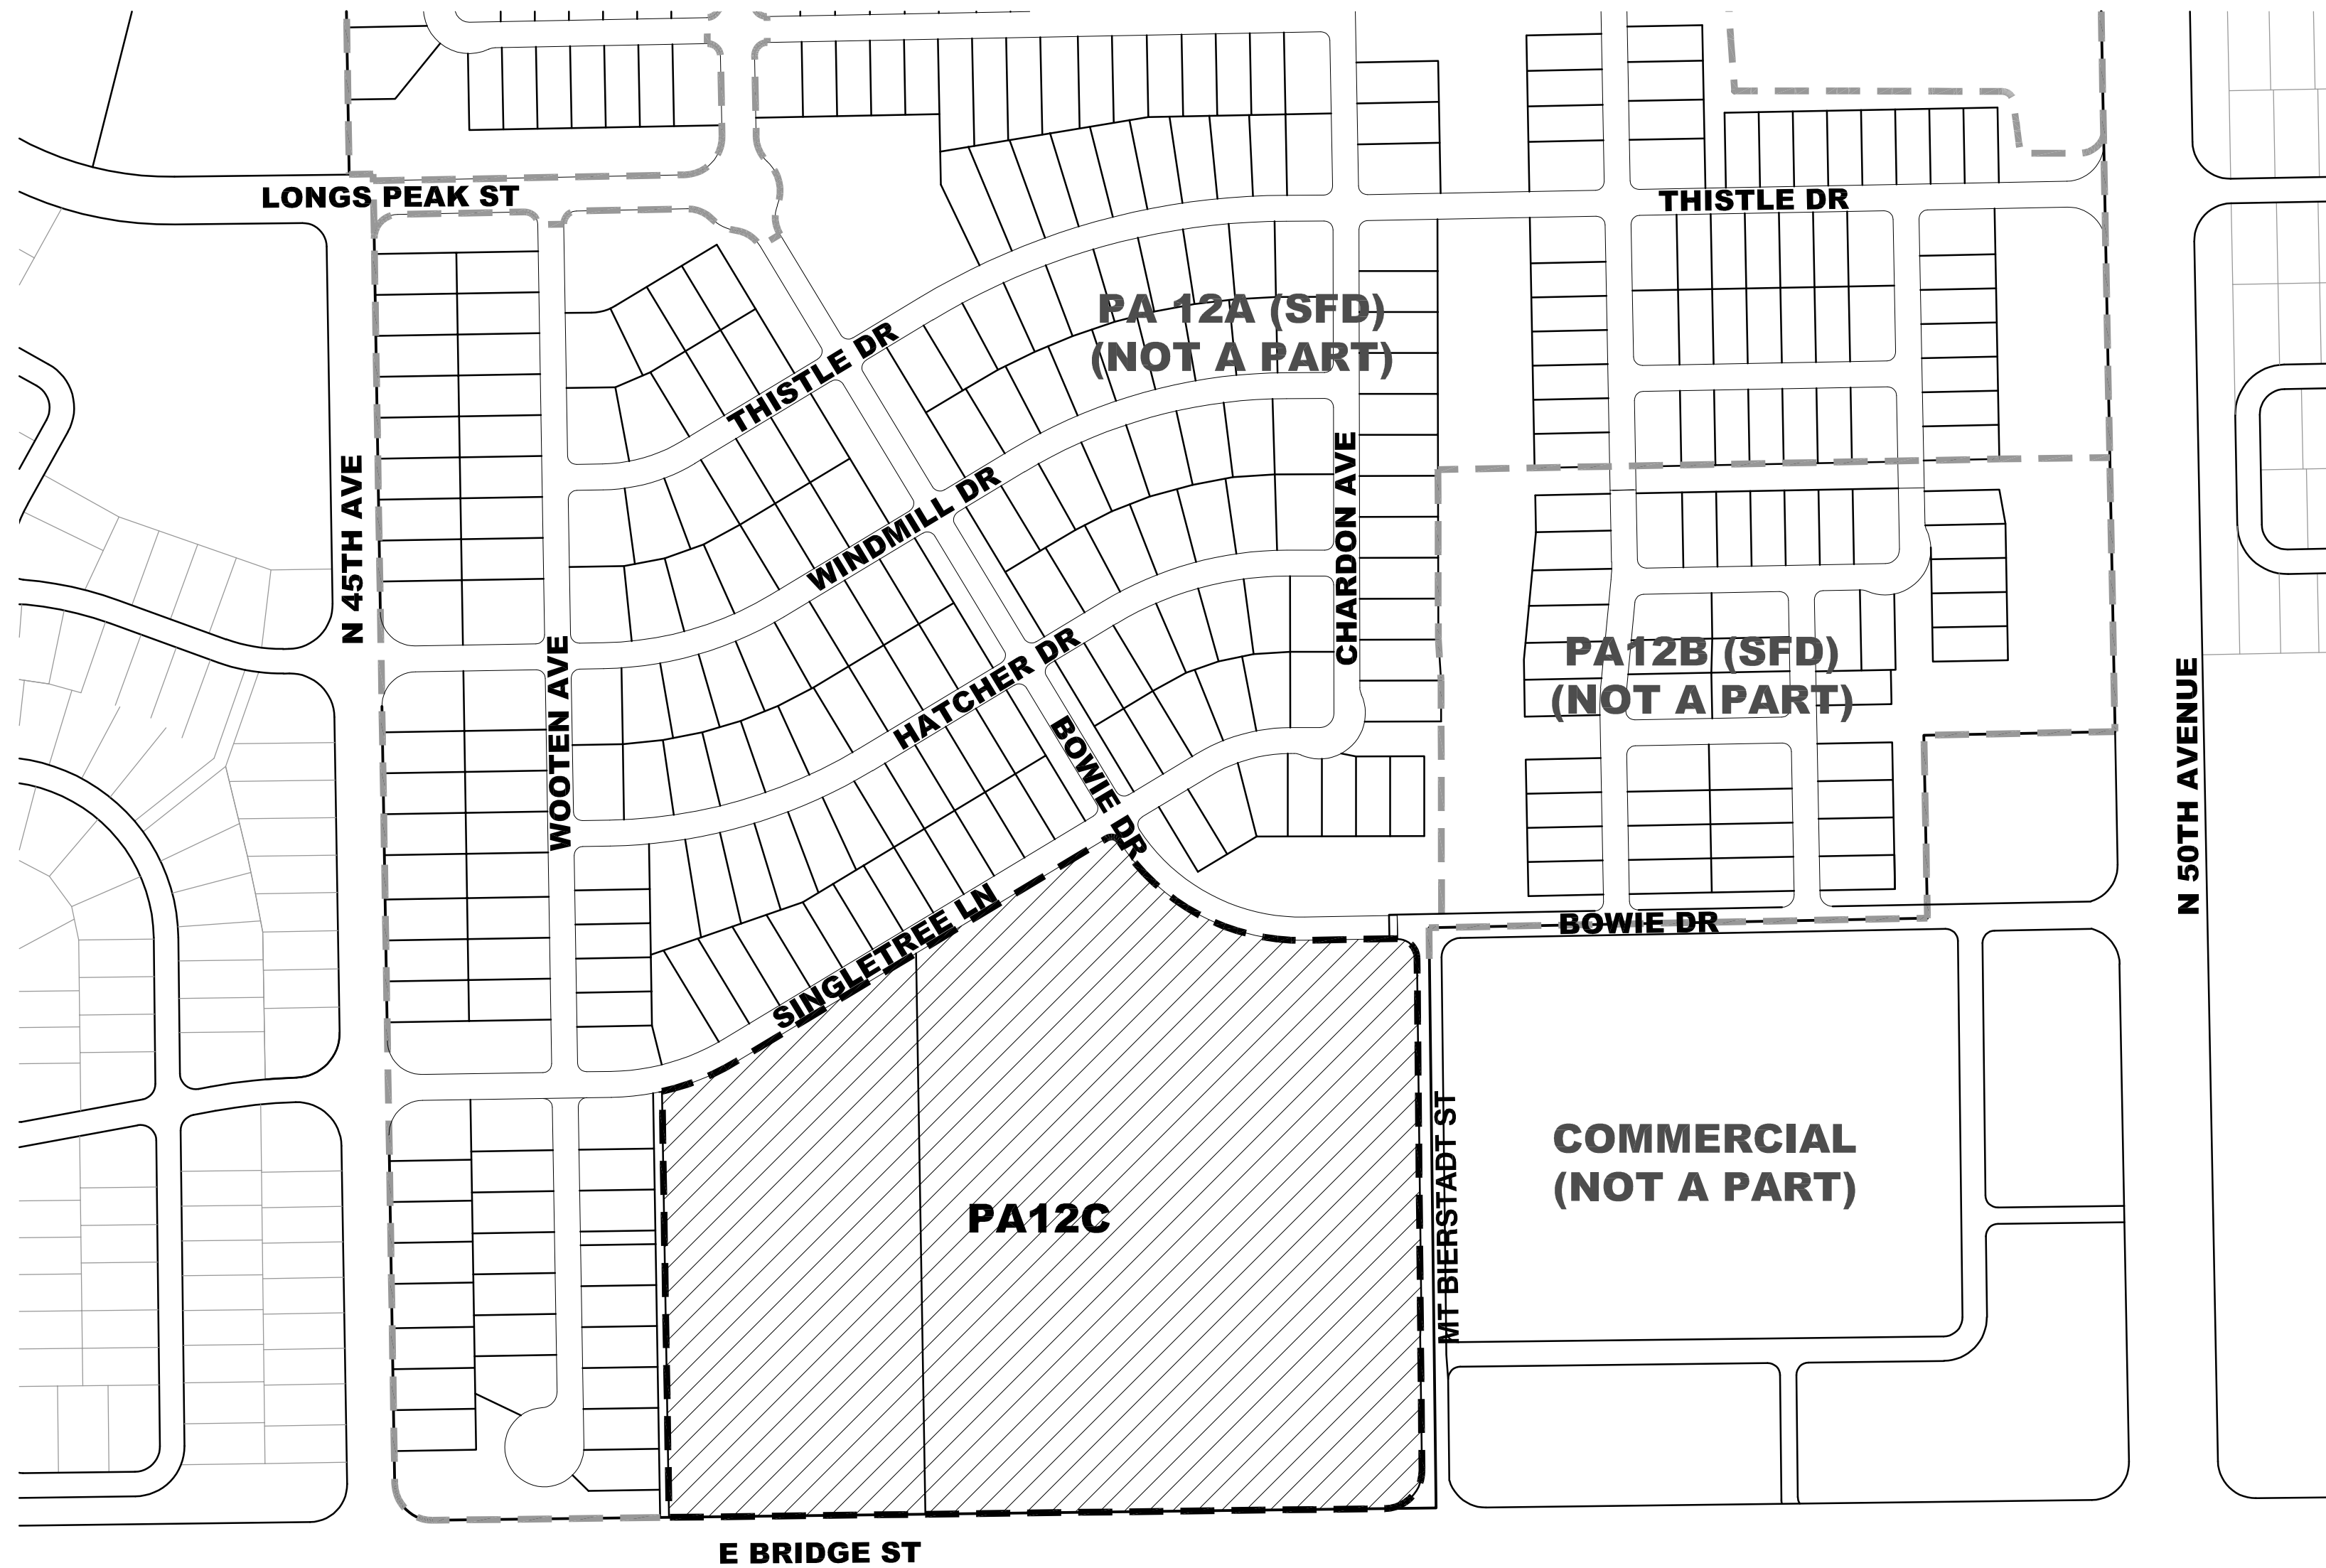 LONGS PEAK ST
THISTLE DR
PA 12A (SFD)
(NOT A PART)
THISTLE DR
N 45TH AVE
WINDMILL DR
CHARDON AVE
HATCHER DR
WOOTEN AVE
BOWIE DR
PA12B (SFD)
(NOT A PART)
N 50TH AVENUE
SINGLETREE LN
BOWIE DR
MT BIERSTADT ST
COMMERCIAL
(NOT A PART)
PA12C
E BRIDGE ST